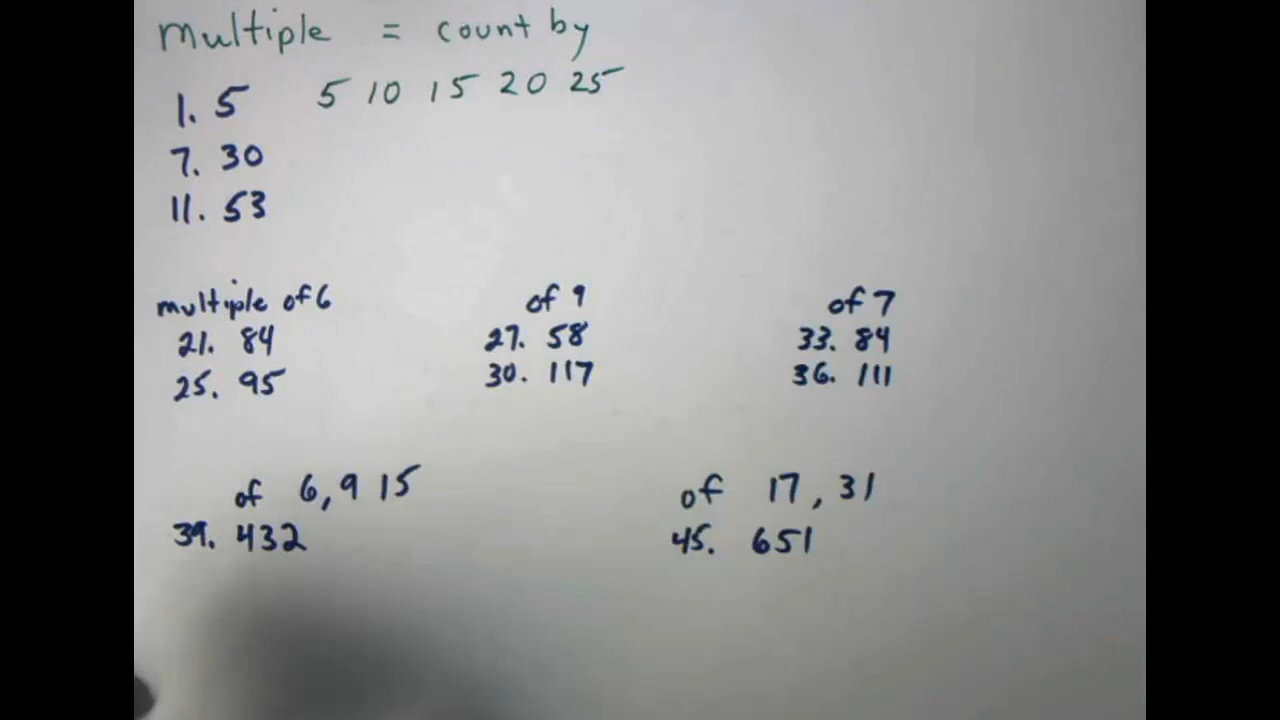 multiple = count by
1. 5 5 10 15 20 25
7. 30
11. 53
multiple of 6
21. 84
25. 95
of 9
27. 58
30. 117
of 7
33. 84
36. 111
of 6, 9 15
39. 432
of 17, 31
45. 651